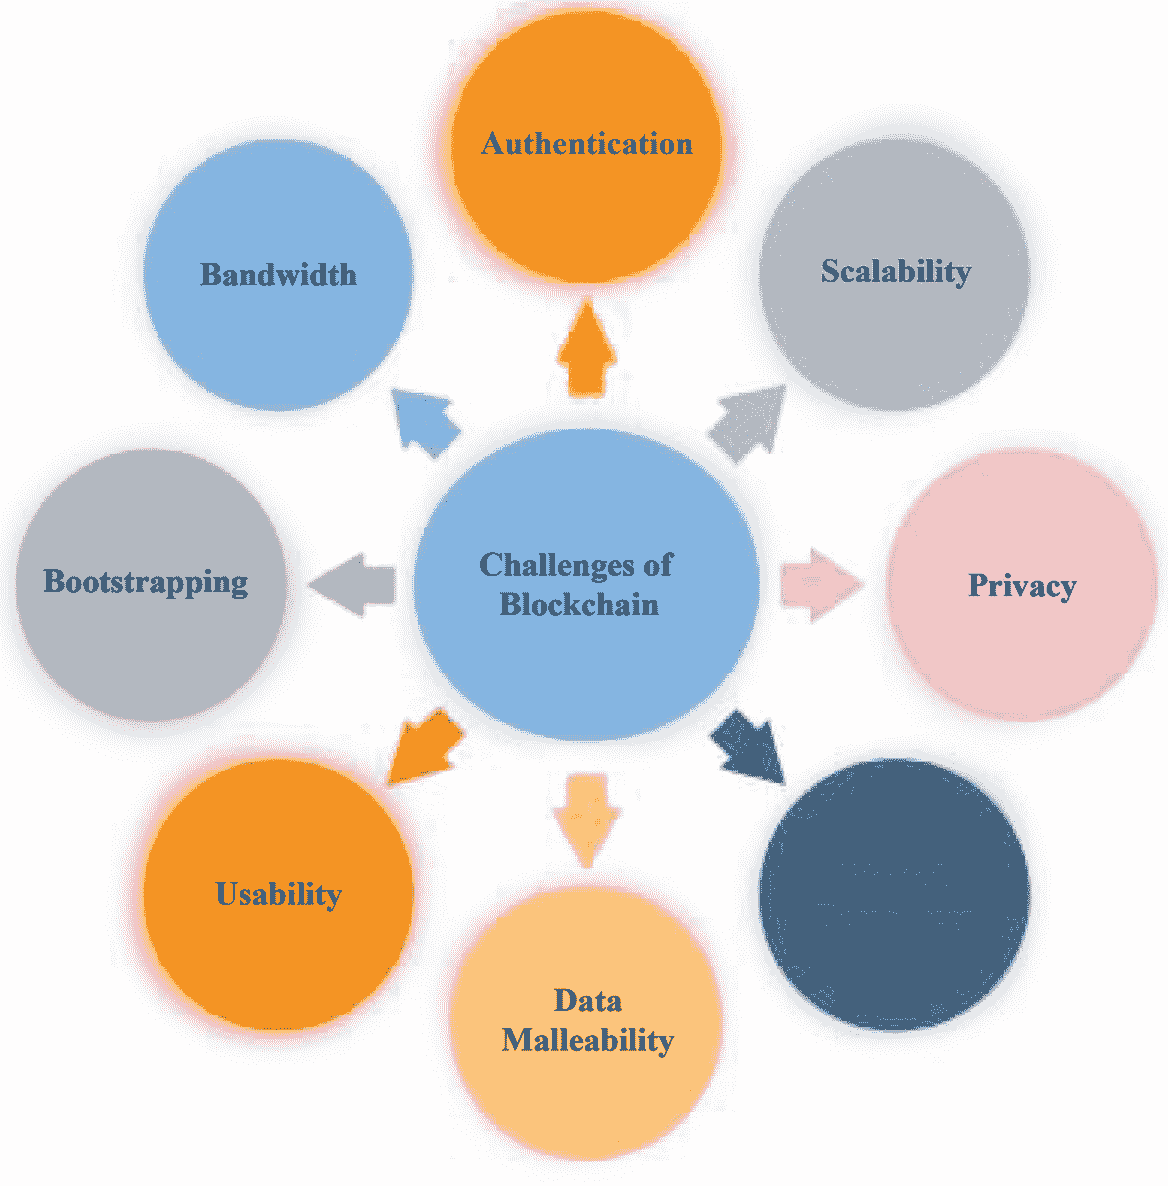 Authentication
Bandwidth
Scalability
Challenges of
Blockchain
Bootstrapping
Privacy
Usability
Data
Malleability